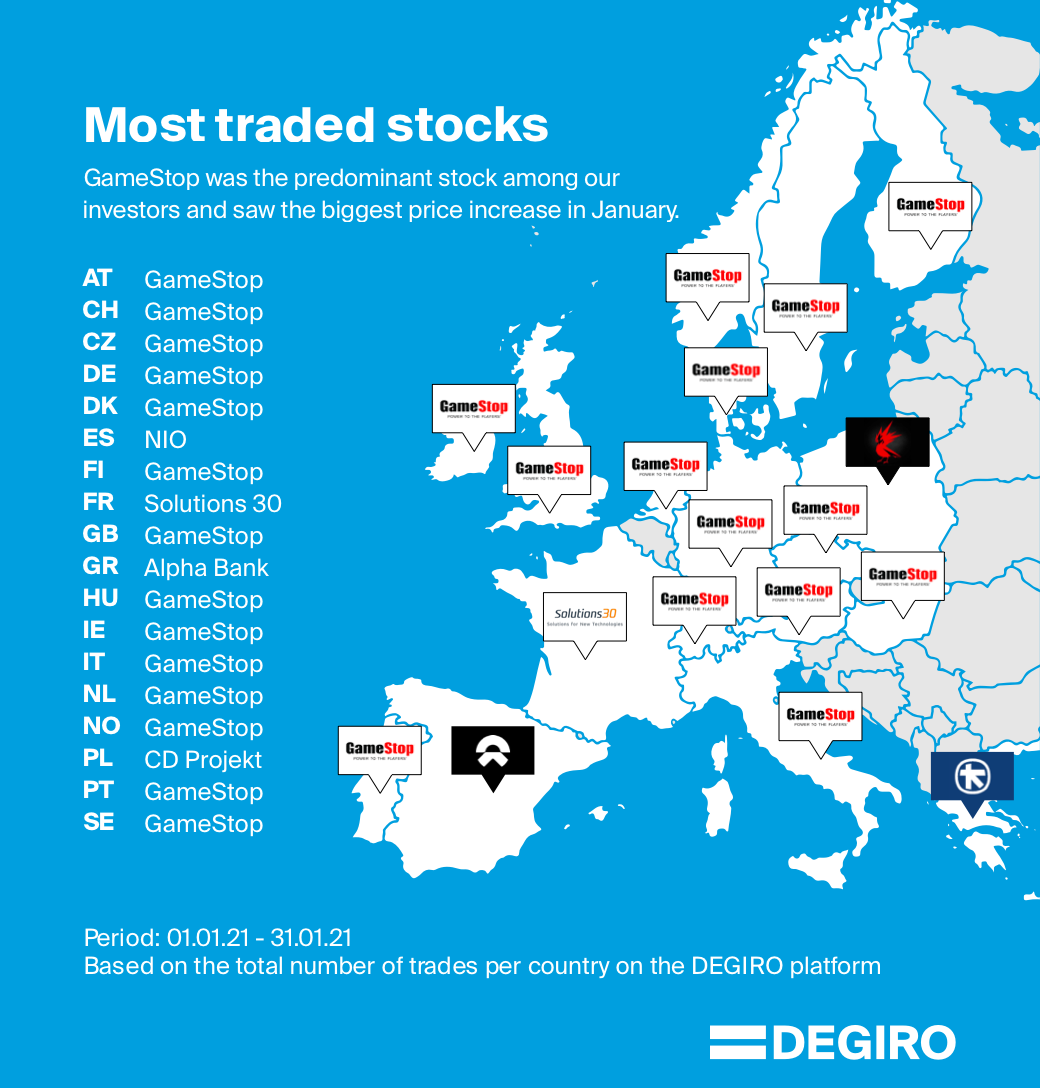 Most traded stocks
GameStop was the predominant stock among our
investors and saw the biggest price increase in January.
AT GameStop
CH GameStop
CZ GameStop
DE GameStop
DK GameStop
ES NIO
FI GameStop
FR Solutions 30
GB GameStop
GR Alpha Bank
HU GameStop
IE GameStop
IT GameStop
NL GameStop
NO GameStop
PL CD Projekt
PT GameStop
SE GameStop
GameStop
POWER TO THE PLAYERS
GameStop
POWER TO THE PLAYERS
GameStop
POWER TO THE PLAYERS
GameStop
POWER TO THE PLAYERS
GameStop
POWER TO THE PLAYERS
GameStop
POWER TO THE PLAYERS
GameStop
POWER TO THE PLAYERS
GameStop
POWER TO THE PLAYERS
GameStop
POWER TO THE PLAYERS
GameStop
POWER TO THE PLAYERS
GameStop
POWER TO THE PLAYERS
GameStop
POWER TO THE PLAYERS
Solutions30
Solutions for New Technologies
GameStop
POWER TO THE PLAYERS
GameStop
POWER TO THE PLAYERS
Period: 01.01.21 - 31.01.21
Based on the total number of trades per country on the DEGIRO platform
DEGIRO